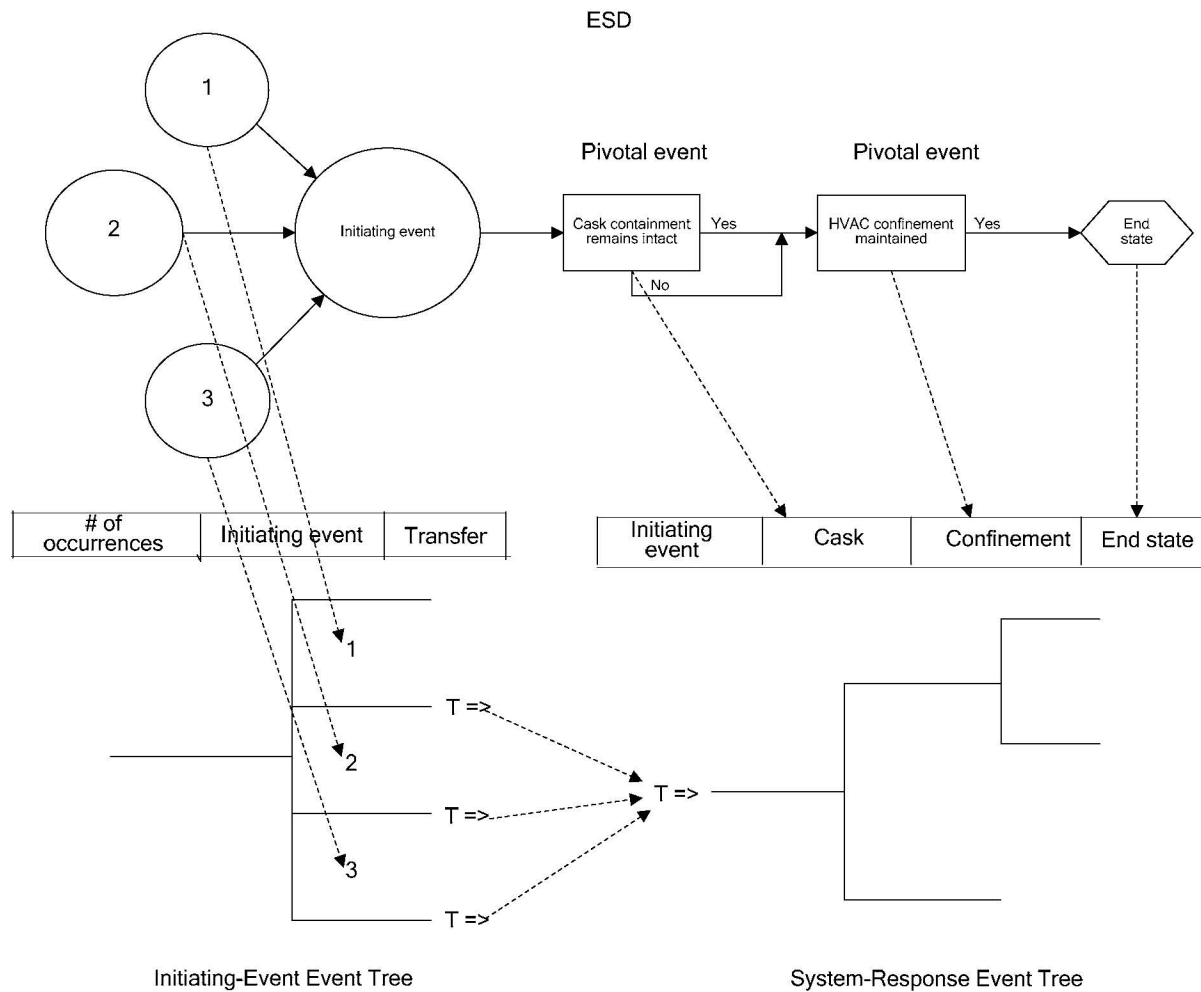 ESD
1
Pivotal event
Pivotal event
2
Initiating event
Cask containment
remains intact
Yes
HVAC confinement
maintained
Yes
End
state
No
3
# of
occurrences
Initiating event
Transfer
Initiating
event
Cask
Confinement
End state
1
T =>
2
T =>
T =>
3
T =>
Initiating-Event Event Tree
System-Response Event Tree